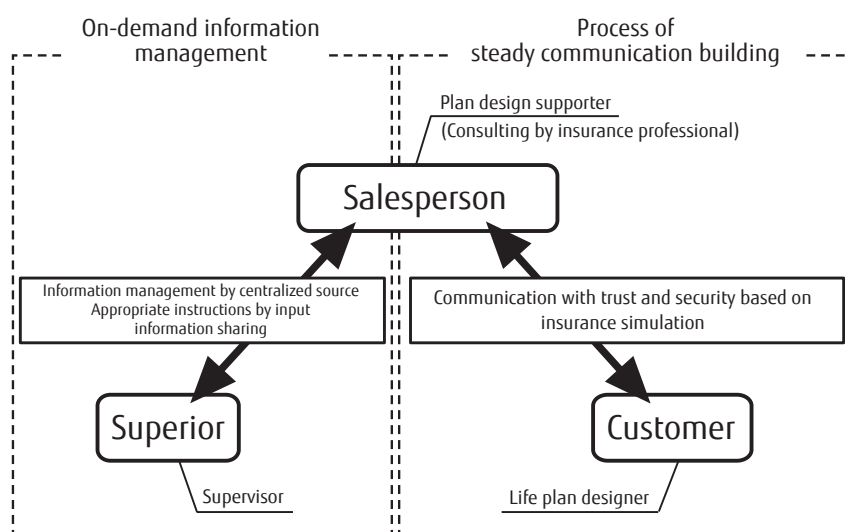 On-demand information
management
Process of
steady communication building
Plan design supporter
(Consulting by insurance professional)
Salesperson
Information management by centralized source
Appropriate instructions by input
information sharing
Communication with trust and security based on
insurance simulation
Superior
Customer
Supervisor
Life plan designer